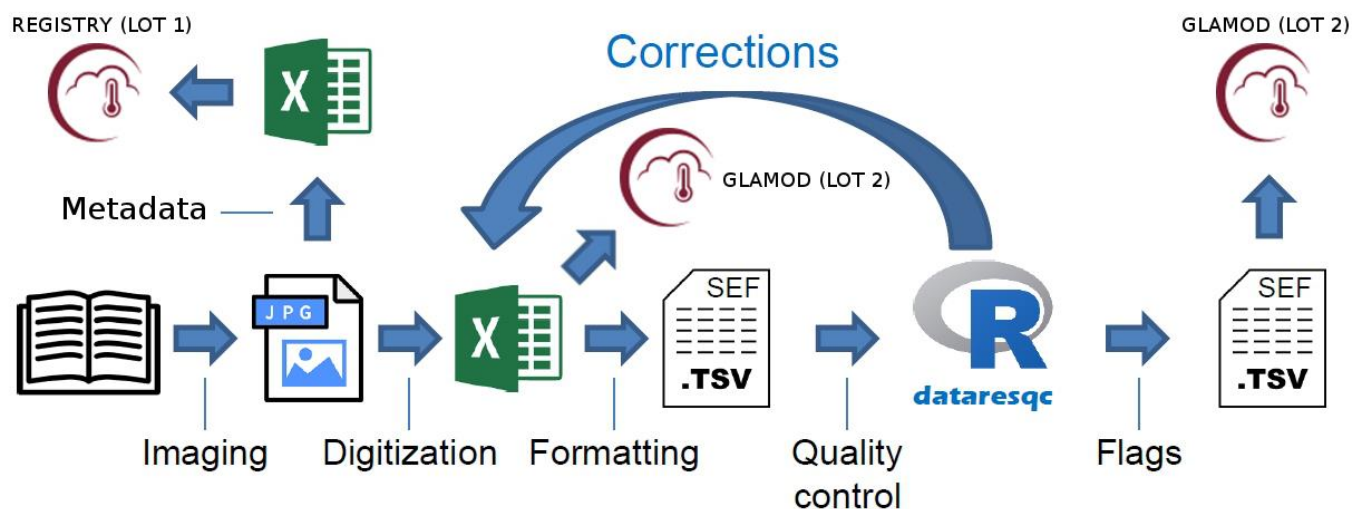 REGISTRY (LOT 1)
GLAMOD (LOT 2)
Corrections
X
GLAMOD (LOT 2)
Metadata
JPG
X
SEF
.TSV
R
dataresqc
SEF
.TSV
Imaging
Digitization
Formatting
Quality
control
Flags